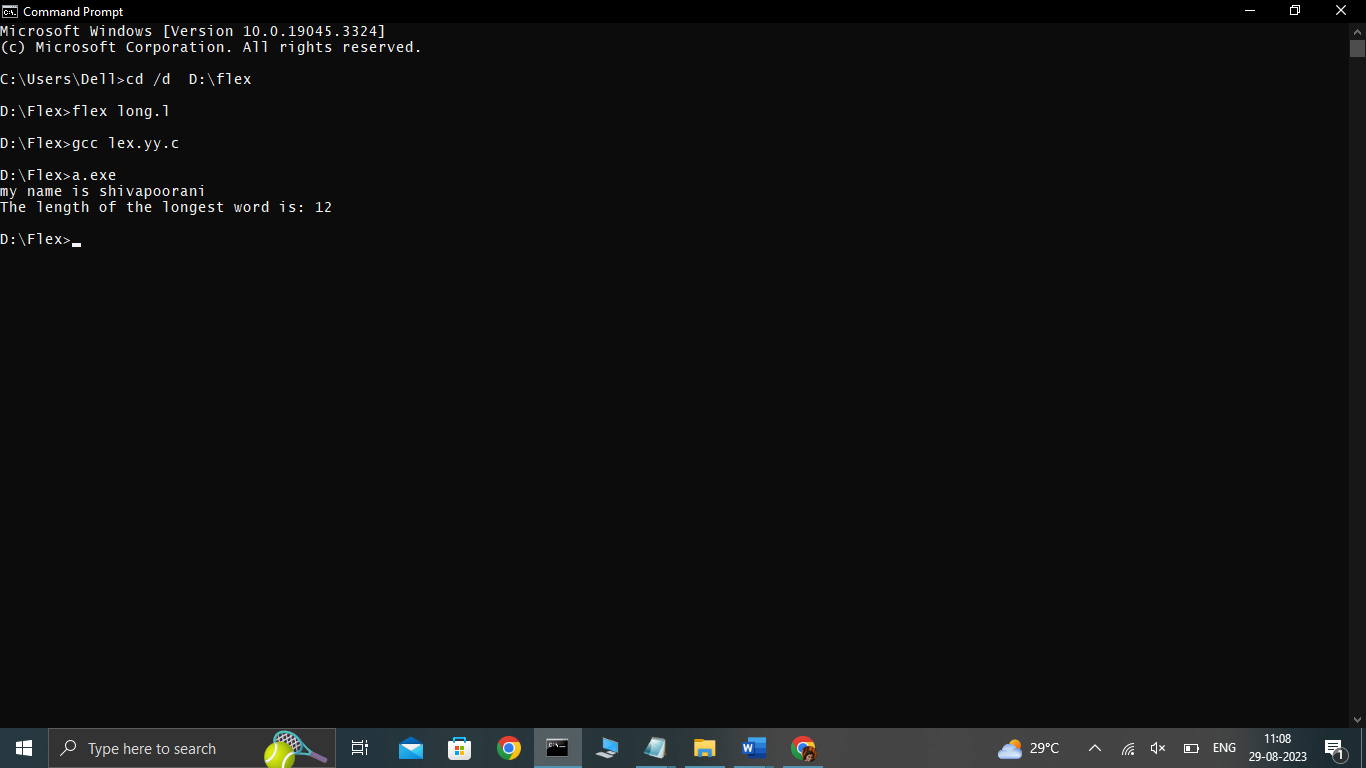 Command Prompt
Microsoft Windows [Version 10.0.19045.3324]
(c) Microsoft Corporation. All rights reserved.
C:\Users\Dell>cd /d  D:\flex
D:\Flex>flex long.l
D:\Flex>gcc lex.yy.c
D:\Flex>a.exe
my name is shivapoorani
The length of the longest word is: 12
D:\Flex>
Type here to search
29°C
ENG
11:08
29-08-2023
1